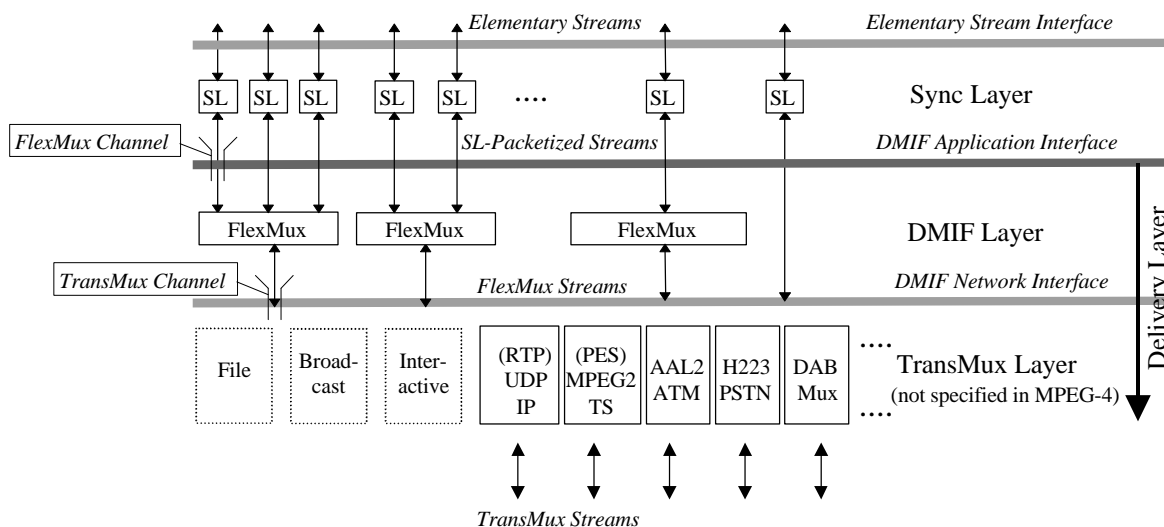 Elementary Streams
Elementary Stream Interface
SL SL SL SL SL .... SL SL
Sync Layer
FlexMux Channel
SL-Packetized Streams
DMIF Application Interface
FlexMux
FlexMux
FlexMux
DMIF Layer
TransMux Channel
FlexMux Streams
DMIF Network Interface
Delivery Layer
File
Broad-
cast
Inter-
active
(RTP)
UDP
IP
(PES)
MPEG2
TS
AAL2
ATM
H223
PSTN
DAB
Mux
....
....
TransMux Layer
(not specified in MPEG-4)
TransMux Streams